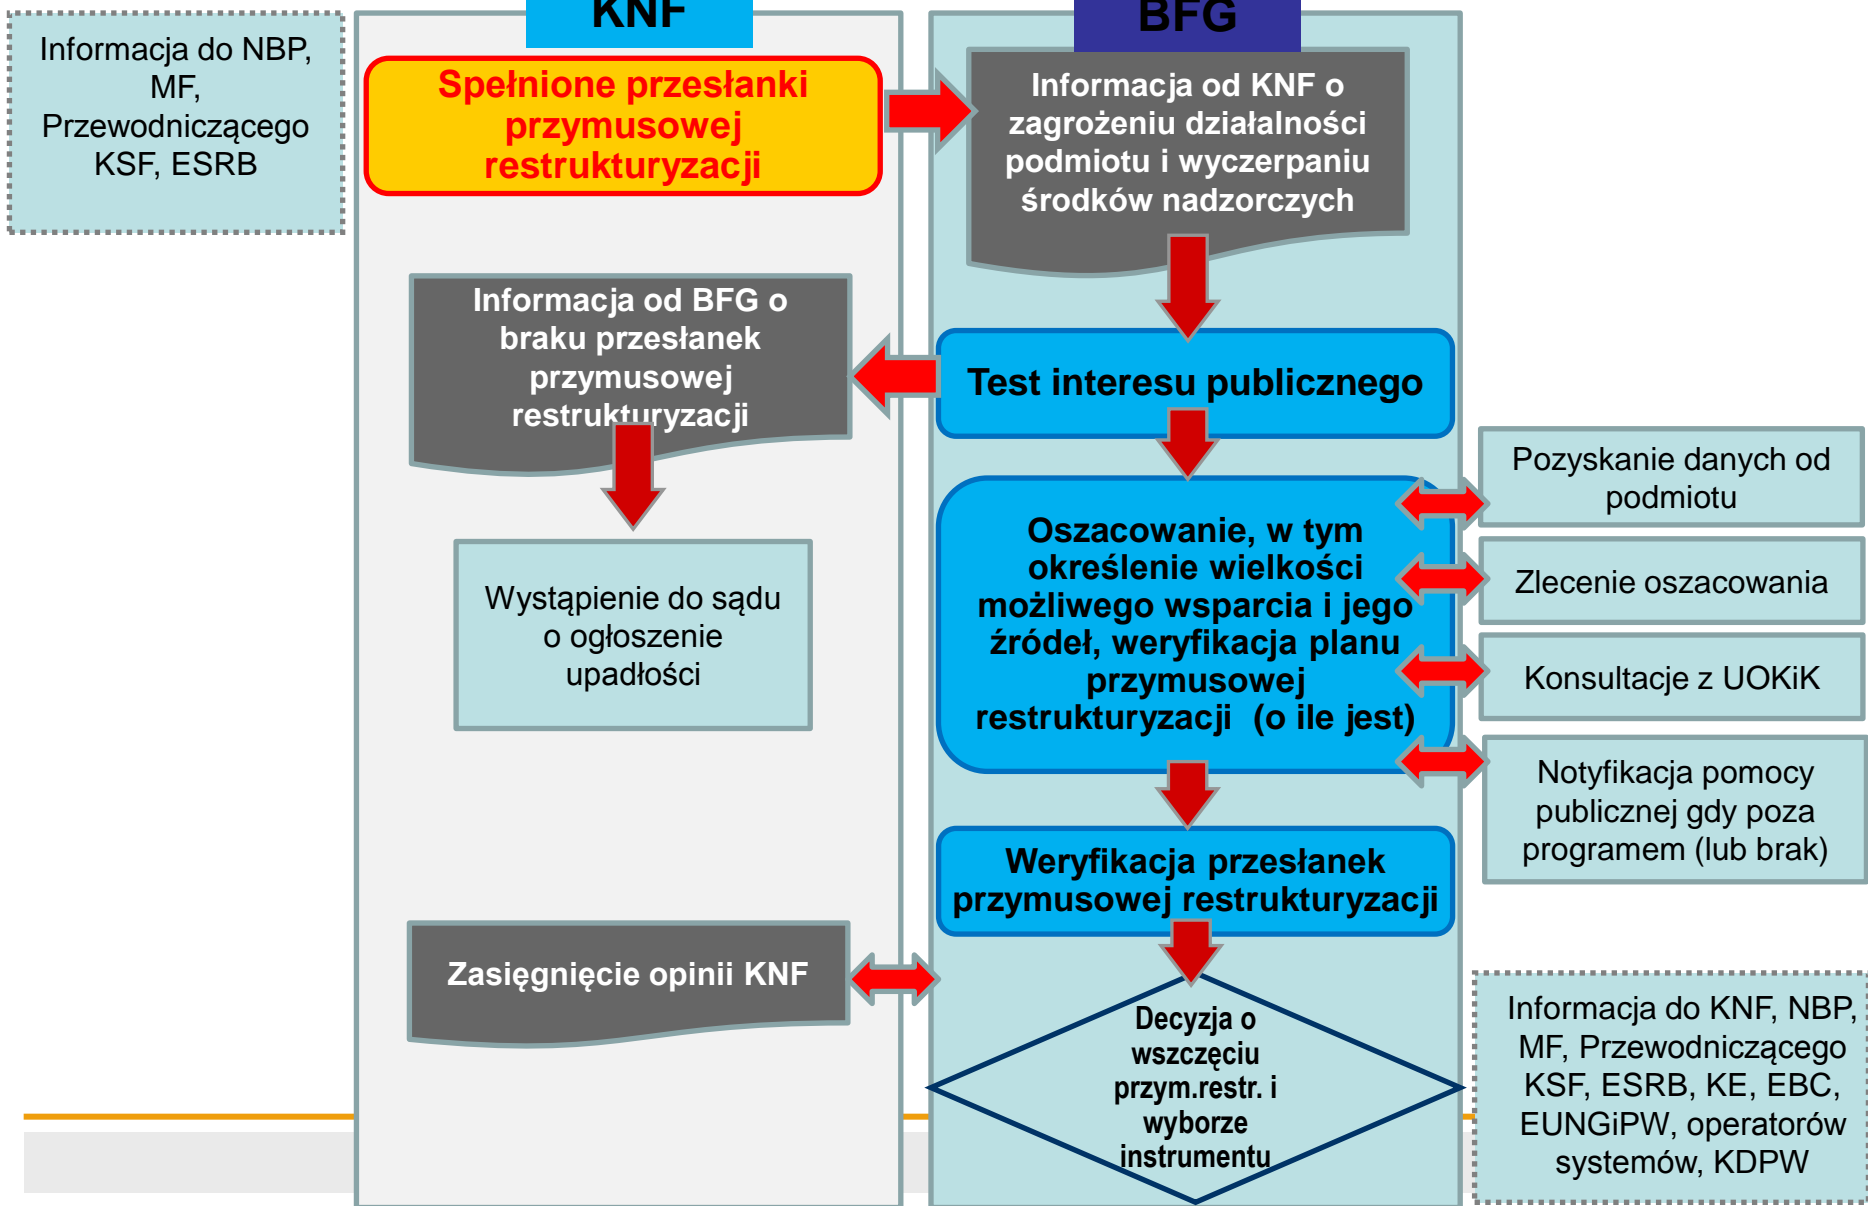 KNF
BFG
Informacja do NBP,
MF,
Przewodniczącego
KSF, ESRB
Spełnione przesłanki
przymusowej
restrukturyzacji
Informacja od KNF o
zagrożeniu działalności
podmiotu i wyczerpaniu
środków nadzorczych
Informacja od BFG o
braku przesłanek
przymusowej
restrukturyzacji
Test interesu publicznego
Wystąpienie do sądu
o ogłoszenie
upadłości
Oszacowanie, w tym
określenie wielkości
możliwego wsparcia i jego
źródeł, weryfikacja planu
przymusowej
restrukturyzacji (o ile jest)
Pozyskanie danych od
podmiotu
Zlecenie oszacowania
Konsultacje z UOKiK
Notyfikacja pomocy
publicznej gdy poza
programem (lub brak)
Weryfikacja przesłanek
przymusowej restrukturyzacji
Zasięgnięcie opinii KNF
Decyzja o
wszczęciu
przym.restr. i
wyborze
instrumentu
Informacja do KNF, NBP,
MF, Przewodniczącego
KSF, ESRB, KE, EBC,
EUNGiPW, operatorów
systemów, KDPW